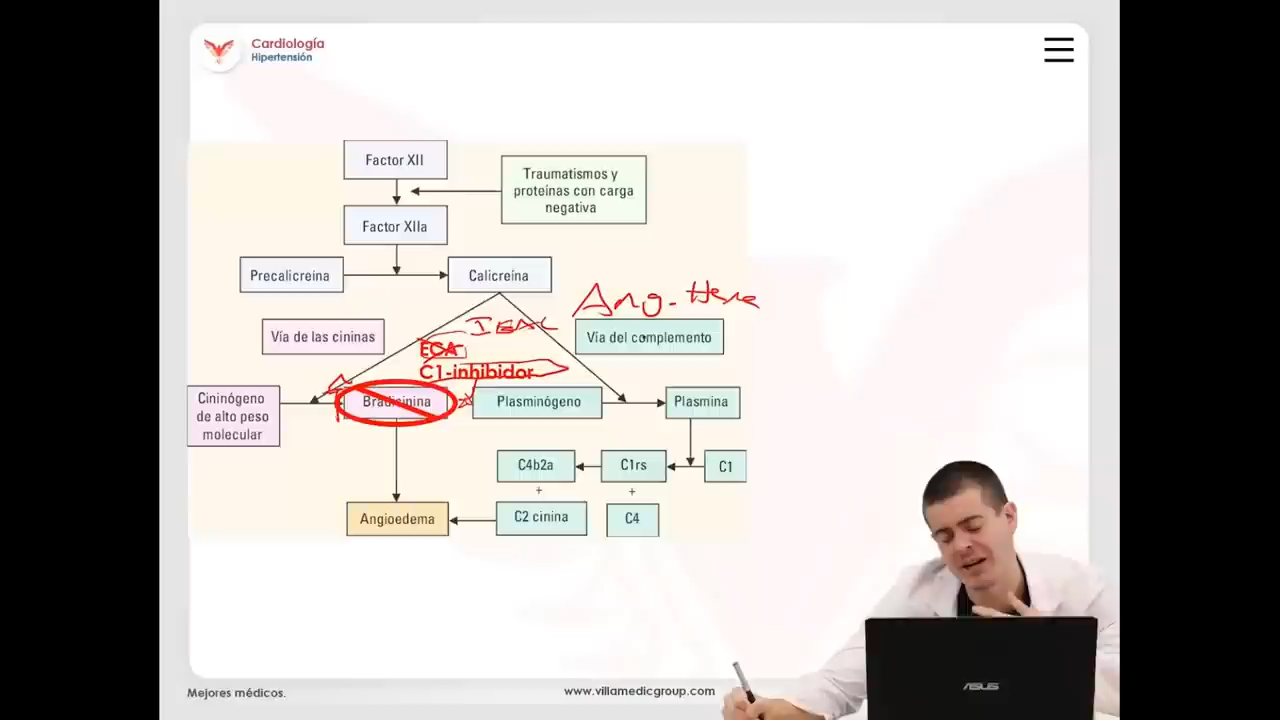 Cardiología
Hipertensión
Factor XII
Traumatismos y
proteínas con carga
negativa
Factor XIIa
Precalicreína
Calicreína
Ang. Here
IECA
Vía de las cininas
Vía del complemento
ECA
C1-inhibidor
Cininógeno
de alto peso
molecular
Bradicinina
Plasminógeno
Plasmina
C4b2a
C1rs
C1
+
+
Angioedema
C2 cinina
C4
Mejores médicos.
www.villamedicgroup.com
ASUS